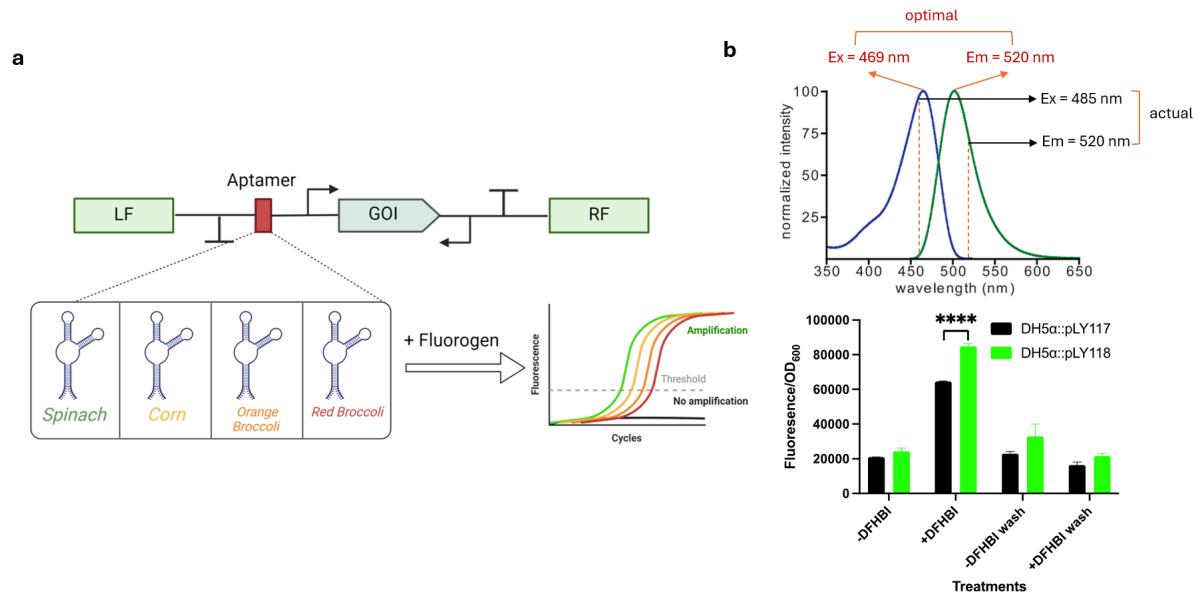 a
Aptamer
LF
GOI
RF
Spinach
Corn
Orange
Broccoli
Red Broccoli
+ Fluorogen
Fluorescence
Amplification
Threshold
No amplification
Cycles
b
optimal
Ex = 469 nm
Em = 520 nm
normalized intensity
100
75
50
25
Ex = 485 nm
Em = 520 nm
actual
350 400 450 500 550 600 650
wavelength (nm)
Fluoresence/OD600
100000
80000
60000
40000
20000
0
****
DH5α::pLY117
DH5α::pLY118
-DFHBI
+DFHBI
-DFHBI wash
+DFHBI wash
Treatments